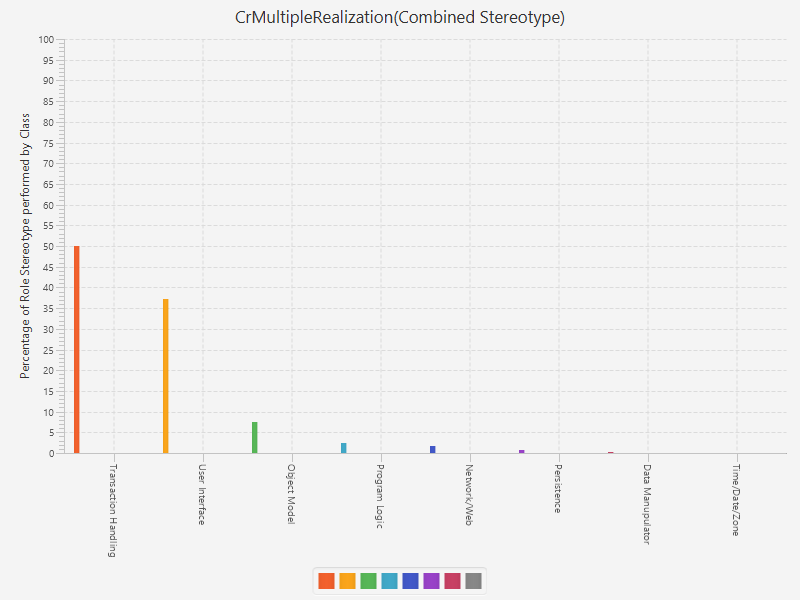 CrMultipleRealization(Combined Stereotype)
Percentage of Role Stereotype performed by Class
100
95
90
85
80
75
70
65
60
55
50
45
40
35
30
25
20
15
10
5
0
Transaction Handling
User Interface
Object Model
Program Logic
Network/Web
Persistence
Data Manupulator
Time/Date/Zone